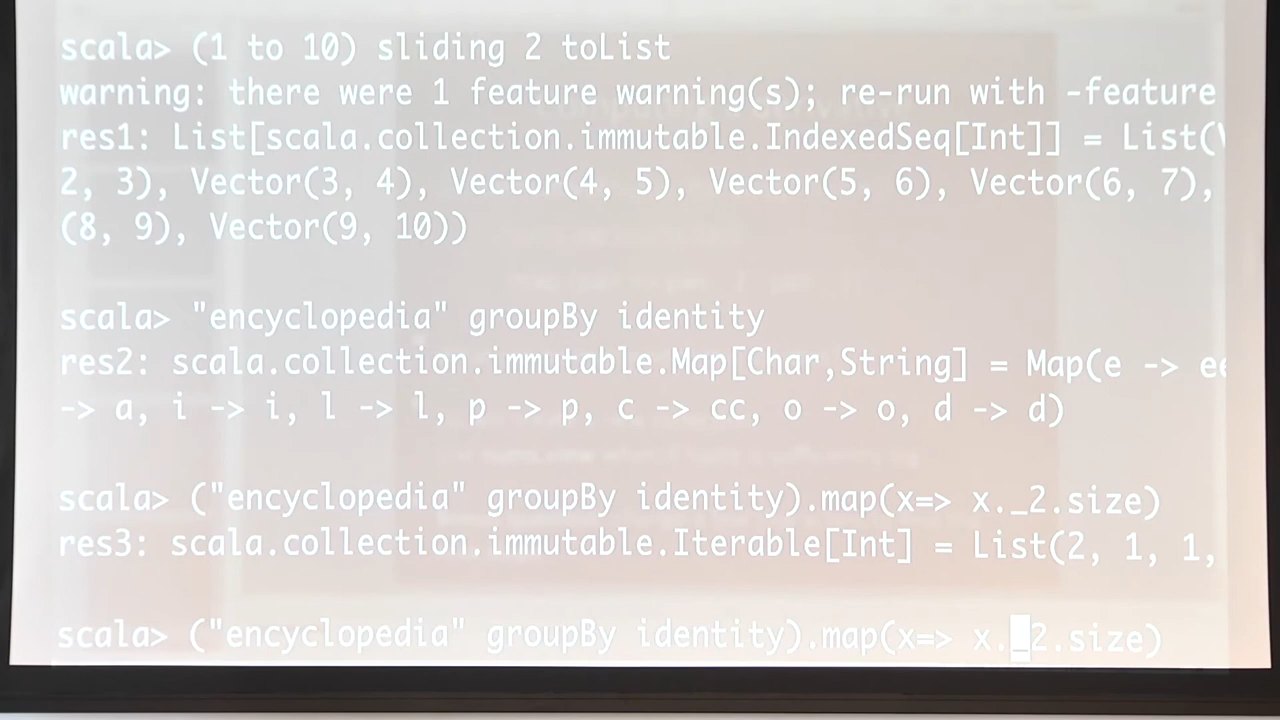 scala> (1 to 10) sliding 2 toList
warning: there were 1 feature warning(s); re-run with -feature
res1: List[scala.collection.immutable.IndexedSeq[Int]] = List(
2, 3), Vector(3, 4), Vector(4, 5), Vector(5, 6), Vector(6, 7),
(8, 9), Vector(9, 10))
scala> "encyclopedia" groupBy identity
res2: scala.collection.immutable.Map[Char,String] = Map(e -> ee
-> a, i -> i, l -> l, p -> p, c -> cc, o -> o, d -> d)
scala> ("encyclopedia" groupBy identity).map(x=> x._2.size)
res3: scala.collection.immutable.Iterable[Int] = List(2, 1, 1,
scala> ("encyclopedia" groupBy identity).map(x=> x._2.size)